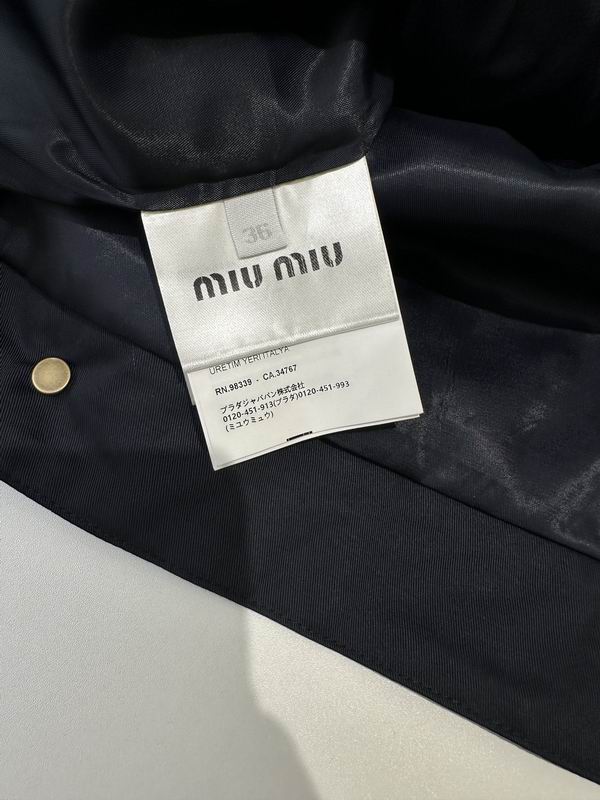 36
miu miu
URETIM YERI ITALYA
RN.98339 - CA.34767
プラダジャパン株式会社
0120-451-913(プラダ)0120-451-993
(ミュウミュウ)